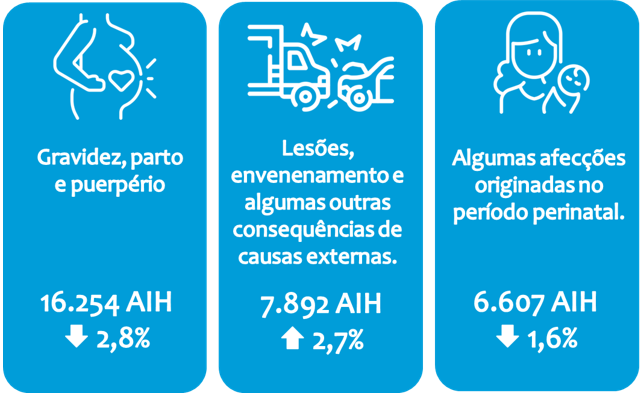 Gravidez, parto
e puerpério
16.254 AIH
2,8%
Lesões,
envenenamento e
algumas outras
consequências de
causas externas.
7.892 AIH
2,7%
Algumas afecções
originadas no
período perinatal.
6.607 AIH
1,6%